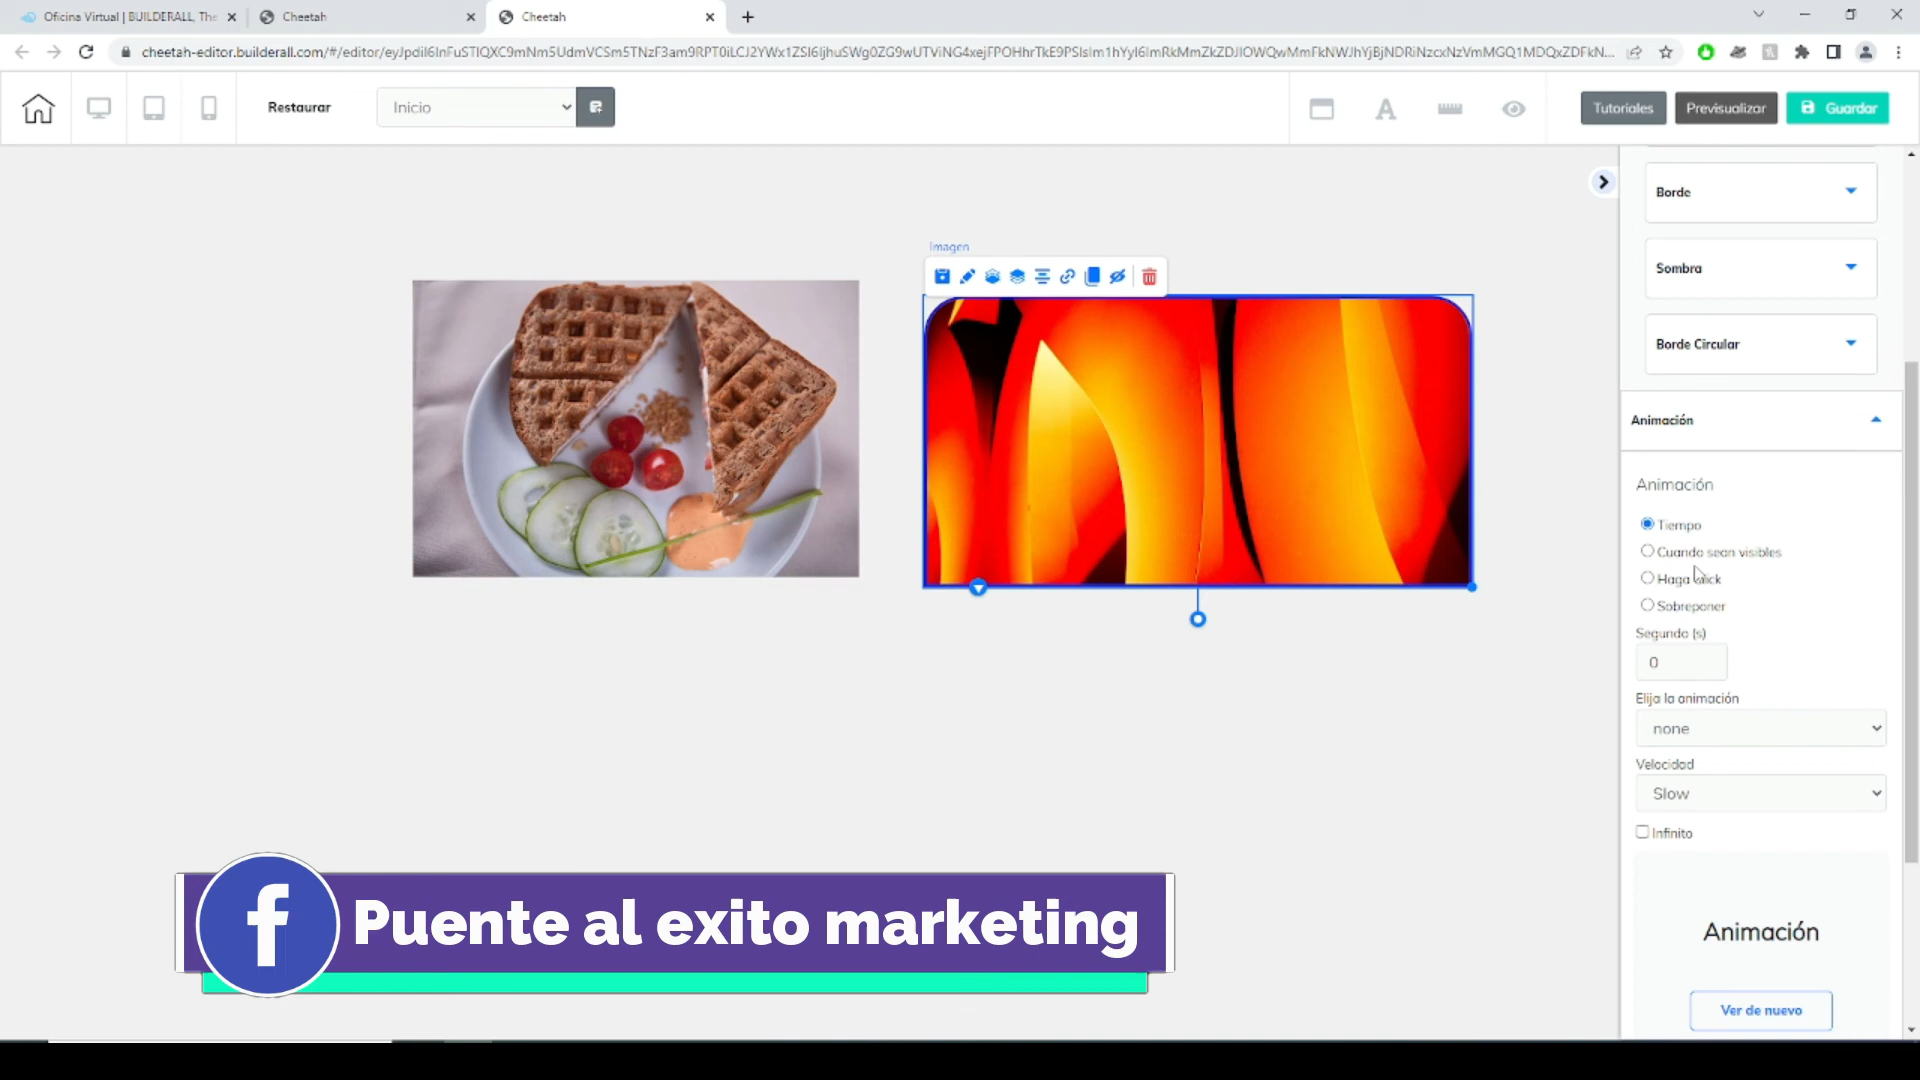 Oficina Virtual | BUILDERALL, The
Cheetah
Cheetah
Restaurar
Inicio
Tutoriales
Previsualizar
Guardar
Borde
Sombra
Borde Circular
Imagen
Animación
Animación
Tiempo
Cuando sean visibles
Haga click
Sobreponer
Segundo (s)
0
Elija la animación
none
Velocidad
Slow
Infinito
Animación
Ver de nuevo
Puente al exito marketing